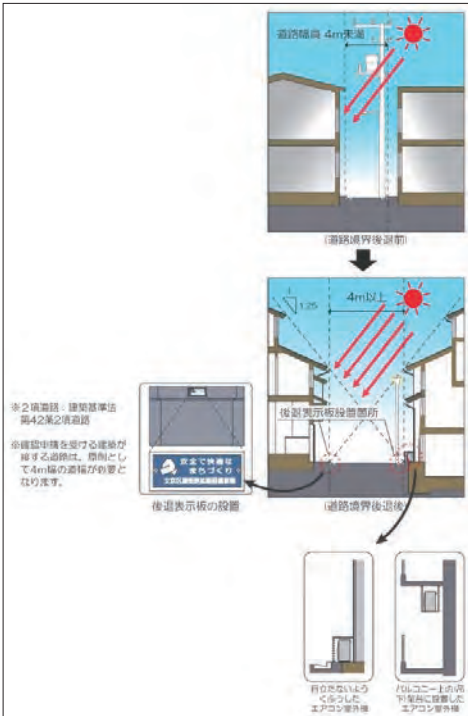 道路幅員 4m未満
(道路境界後退前)
1
1.25
4m以上
後退表示板設置箇所
(道路境界後退後)
※2項道路：建築基準法
第42条2項道路
※確認申請を受ける建築が
接する道路は、原則とし
て4m幅の道幅が必要と
なります。
安全で快適な
まちづくり
後退表示板の設置
目立たないよう
くふうした
エアコン室外機
バルコニー上の(吊
下)架台に設置した
エアコン室外機